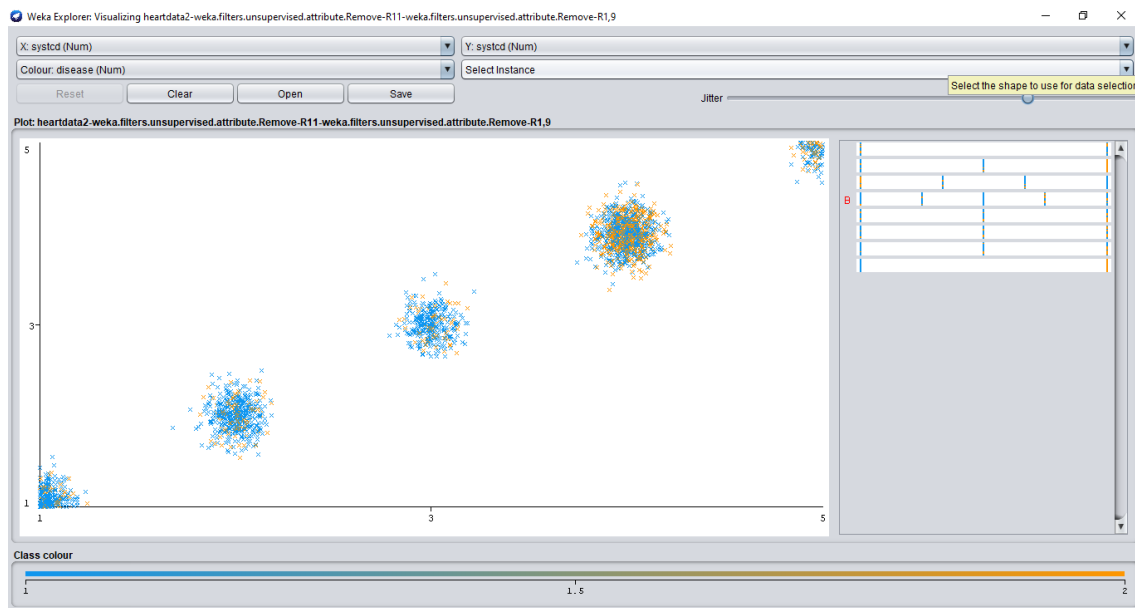 Weka Explorer: Visualizing heartdata2-weka.filters.unsupervised.attribute.Remove-R11-weka.filters.unsupervised.attribute.Remove-R1,9
X: systcd (Num)
Y: systcd (Num)
Colour: disease (Num)
Select Instance
Reset
Clear
Open
Save
Jitter
Select the shape to use for data selection
Plot: heartdata2-weka.filters.unsupervised.attribute.Remove-R11-weka.filters.unsupervised.attribute.Remove-R1,9
5
3
1
1
3
5
B
Class colour
1
1.5
2